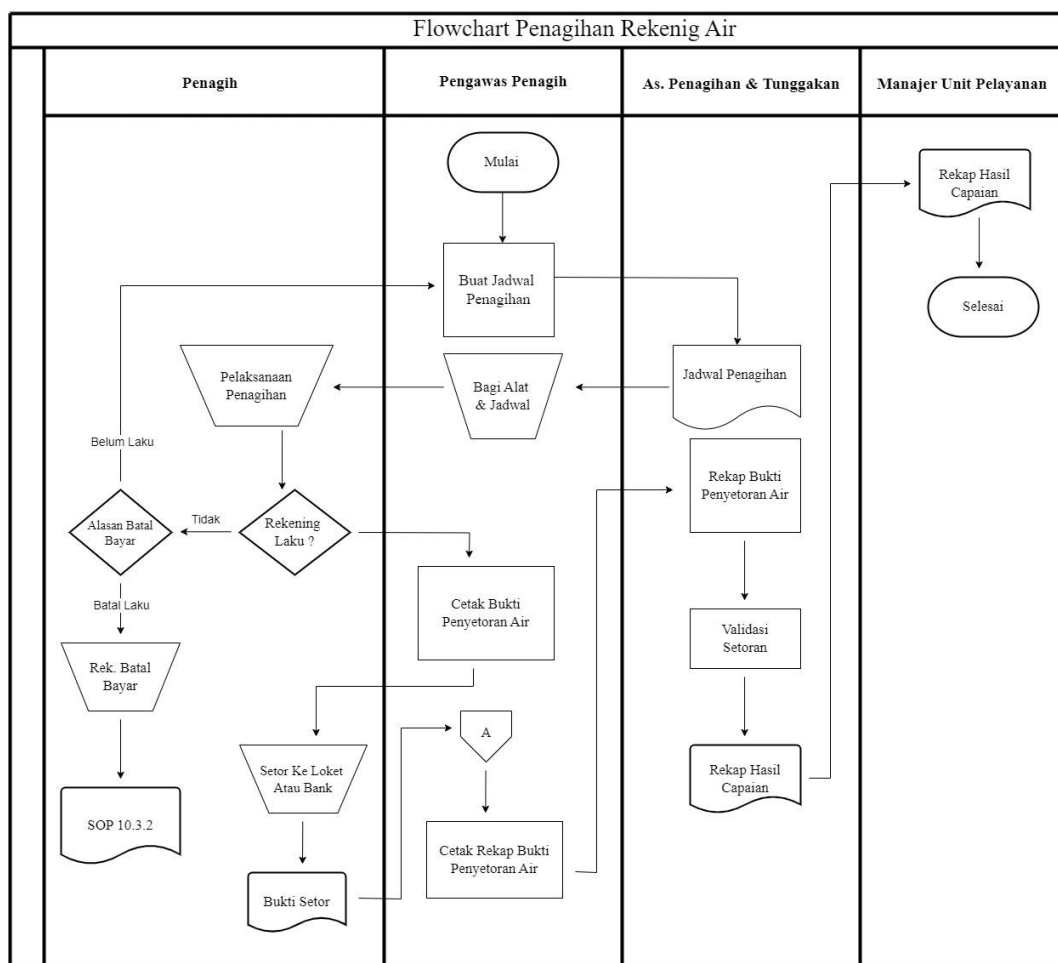 Flowchart Penagihan Rekenig Air
Penagih
Pengawas Penagih
As. Penagihan & Tunggakan
Manajer Unit Pelayanan
Mulai
Rekap Hasil
Capaian
Buat Jadwal
Penagihan
Selesai
Pelaksanaan
Penagihan
Bagi Alat
& Jadwal
Jadwal Penagihan
Belum Laku
Rekap Bukti
Penyetoran Air
Alasan Batal
Bayar
Tidak
Rekening
Laku ?
Batal Laku
Cetak Bukti
Penyetoran Air
Validasi
Setoran
Rek. Batal
Bayar
A
Setor Ke Loket
Atau Bank
Rekap Hasil
Capaian
SOP 10.3.2
Cetak Rekap Bukti
Penyetoran Air
Bukti Setor